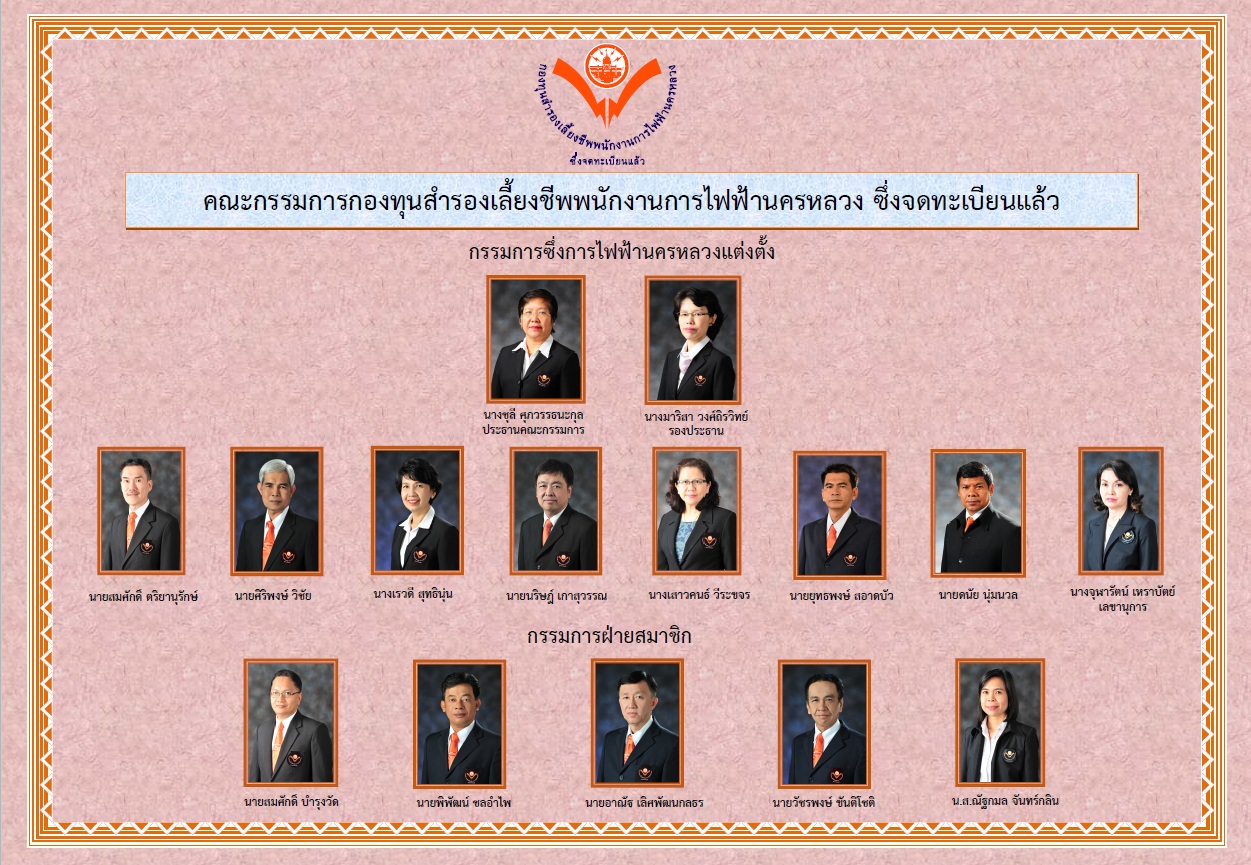 กองทุนสำรองเลี้ยงชีพพนักงานการไฟฟ้านครหลวง
ซึ่งจดทะเบียนแล้ว
คณะกรรมการกองทุนสำรองเลี้ยงชีพพนักงานการไฟฟ้านครหลวง ซึ่งจดทะเบียนแล้ว
กรรมการซึ่งการไฟฟ้านครหลวงแต่งตั้ง
นางชุลี ศุภวรรธนะกุล
ประธานคณะกรรมการ
นางมาริสา วงศ์ถิรวิทย์
รองประธาน
นายสมศักดิ์ ตริยานุรักษ์
นายศิริพงษ์ วิชัย
นางเรวดี สุทธินุ่น
นายนริษฎ์ เกาสุวรรณ
นางเสาวคนธ์ วีระขจร
นายยุทธพงษ์ สอาดบัว
นายดนัย นุ่มนวล
นางจุฬารัตน์ เหราบัตย์
เลขานุการ
กรรมการฝ่ายสมาชิก
นายสมศักดิ์ บำรุงวัด
นายพิพัฒน์ ชลอำไพ
นายอาณัฐ เลิศพัฒนกลธร
นายวัชรพงษ์ ขันติโชติ
น.ส.ณัฐกมล จันทร์กลิ่น